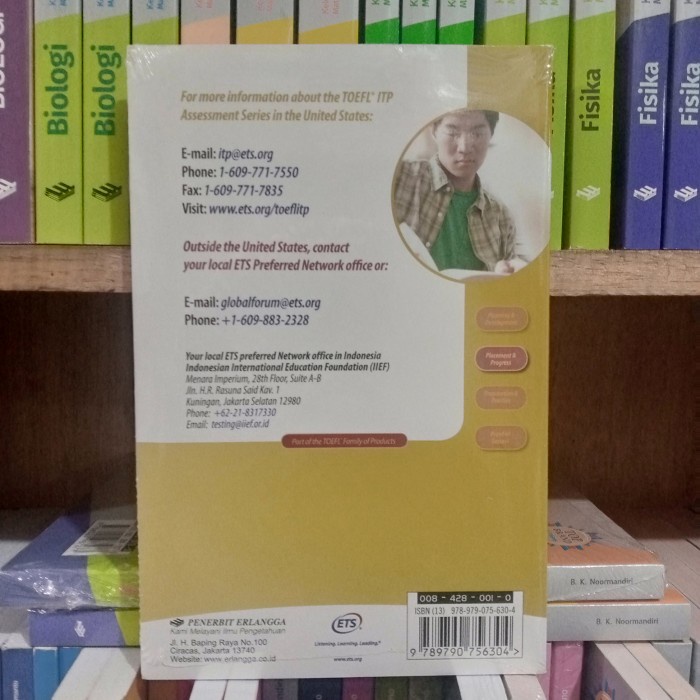 BIOLOGI
Biologi
Biologi
Fisika
Fisika
Fisika
For more information about the TOEFL® ITP
Assessment Series in the United States:
E-mail: itp@ets.org
Phone: 1-609-771-7550
Fax: 1-609-771-7835
Visit: www.ets.org/toeflitp
Outside the United States, contact
your local ETS Preferred Network office or:
E-mail: globalforum@ets.org
Phone: +1-609-883-2328
Your local ETS preferred Network office in Indonesia
Indonesian International Education Foundation (IIEF)
Menara Imperium, 28th Floor, Suite A-B
Jln. H.R. Rasuna Said Kav. 1
Kuningan, Jakarta Selatan 12980
Phone: +62-21-8317330
Email: testing@iief.or.id
Placement &
Progress
Part of the TOEFL Family of Products
PENERBIT ERLANGGA
Kami Melayani Ilmu Pengetahuan
Jl. H. Baping Raya No.100
Ciracas, Jakarta 13740
Website: www.erlangga.co.id
ETS
Listening. Learning. Leading.®
www.ets.org
008 - 428 - 001 - 0
ISBN (13) 978-979-075-630-4
9 789790 756304 >
B. K. Noormandiri
B. K. Noormandiri